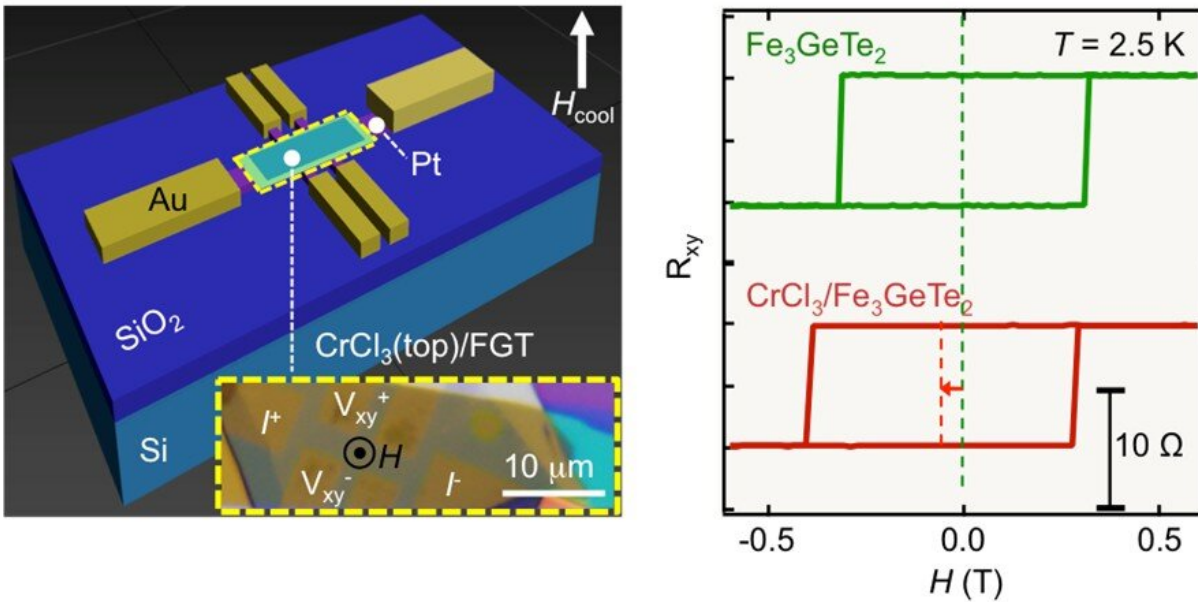 H_cool
Pt
Au
SiO₂
CrCl₃(top)/FGT
Si
I⁺
V_xy⁺
H
V_xy⁻
I⁻
10 μm
Fe₃GeTe₂
T = 2.5 K
R_xy
CrCl₃/Fe₃GeTe₂
10 Ω
-0.5 0.0 0.5
H (T)